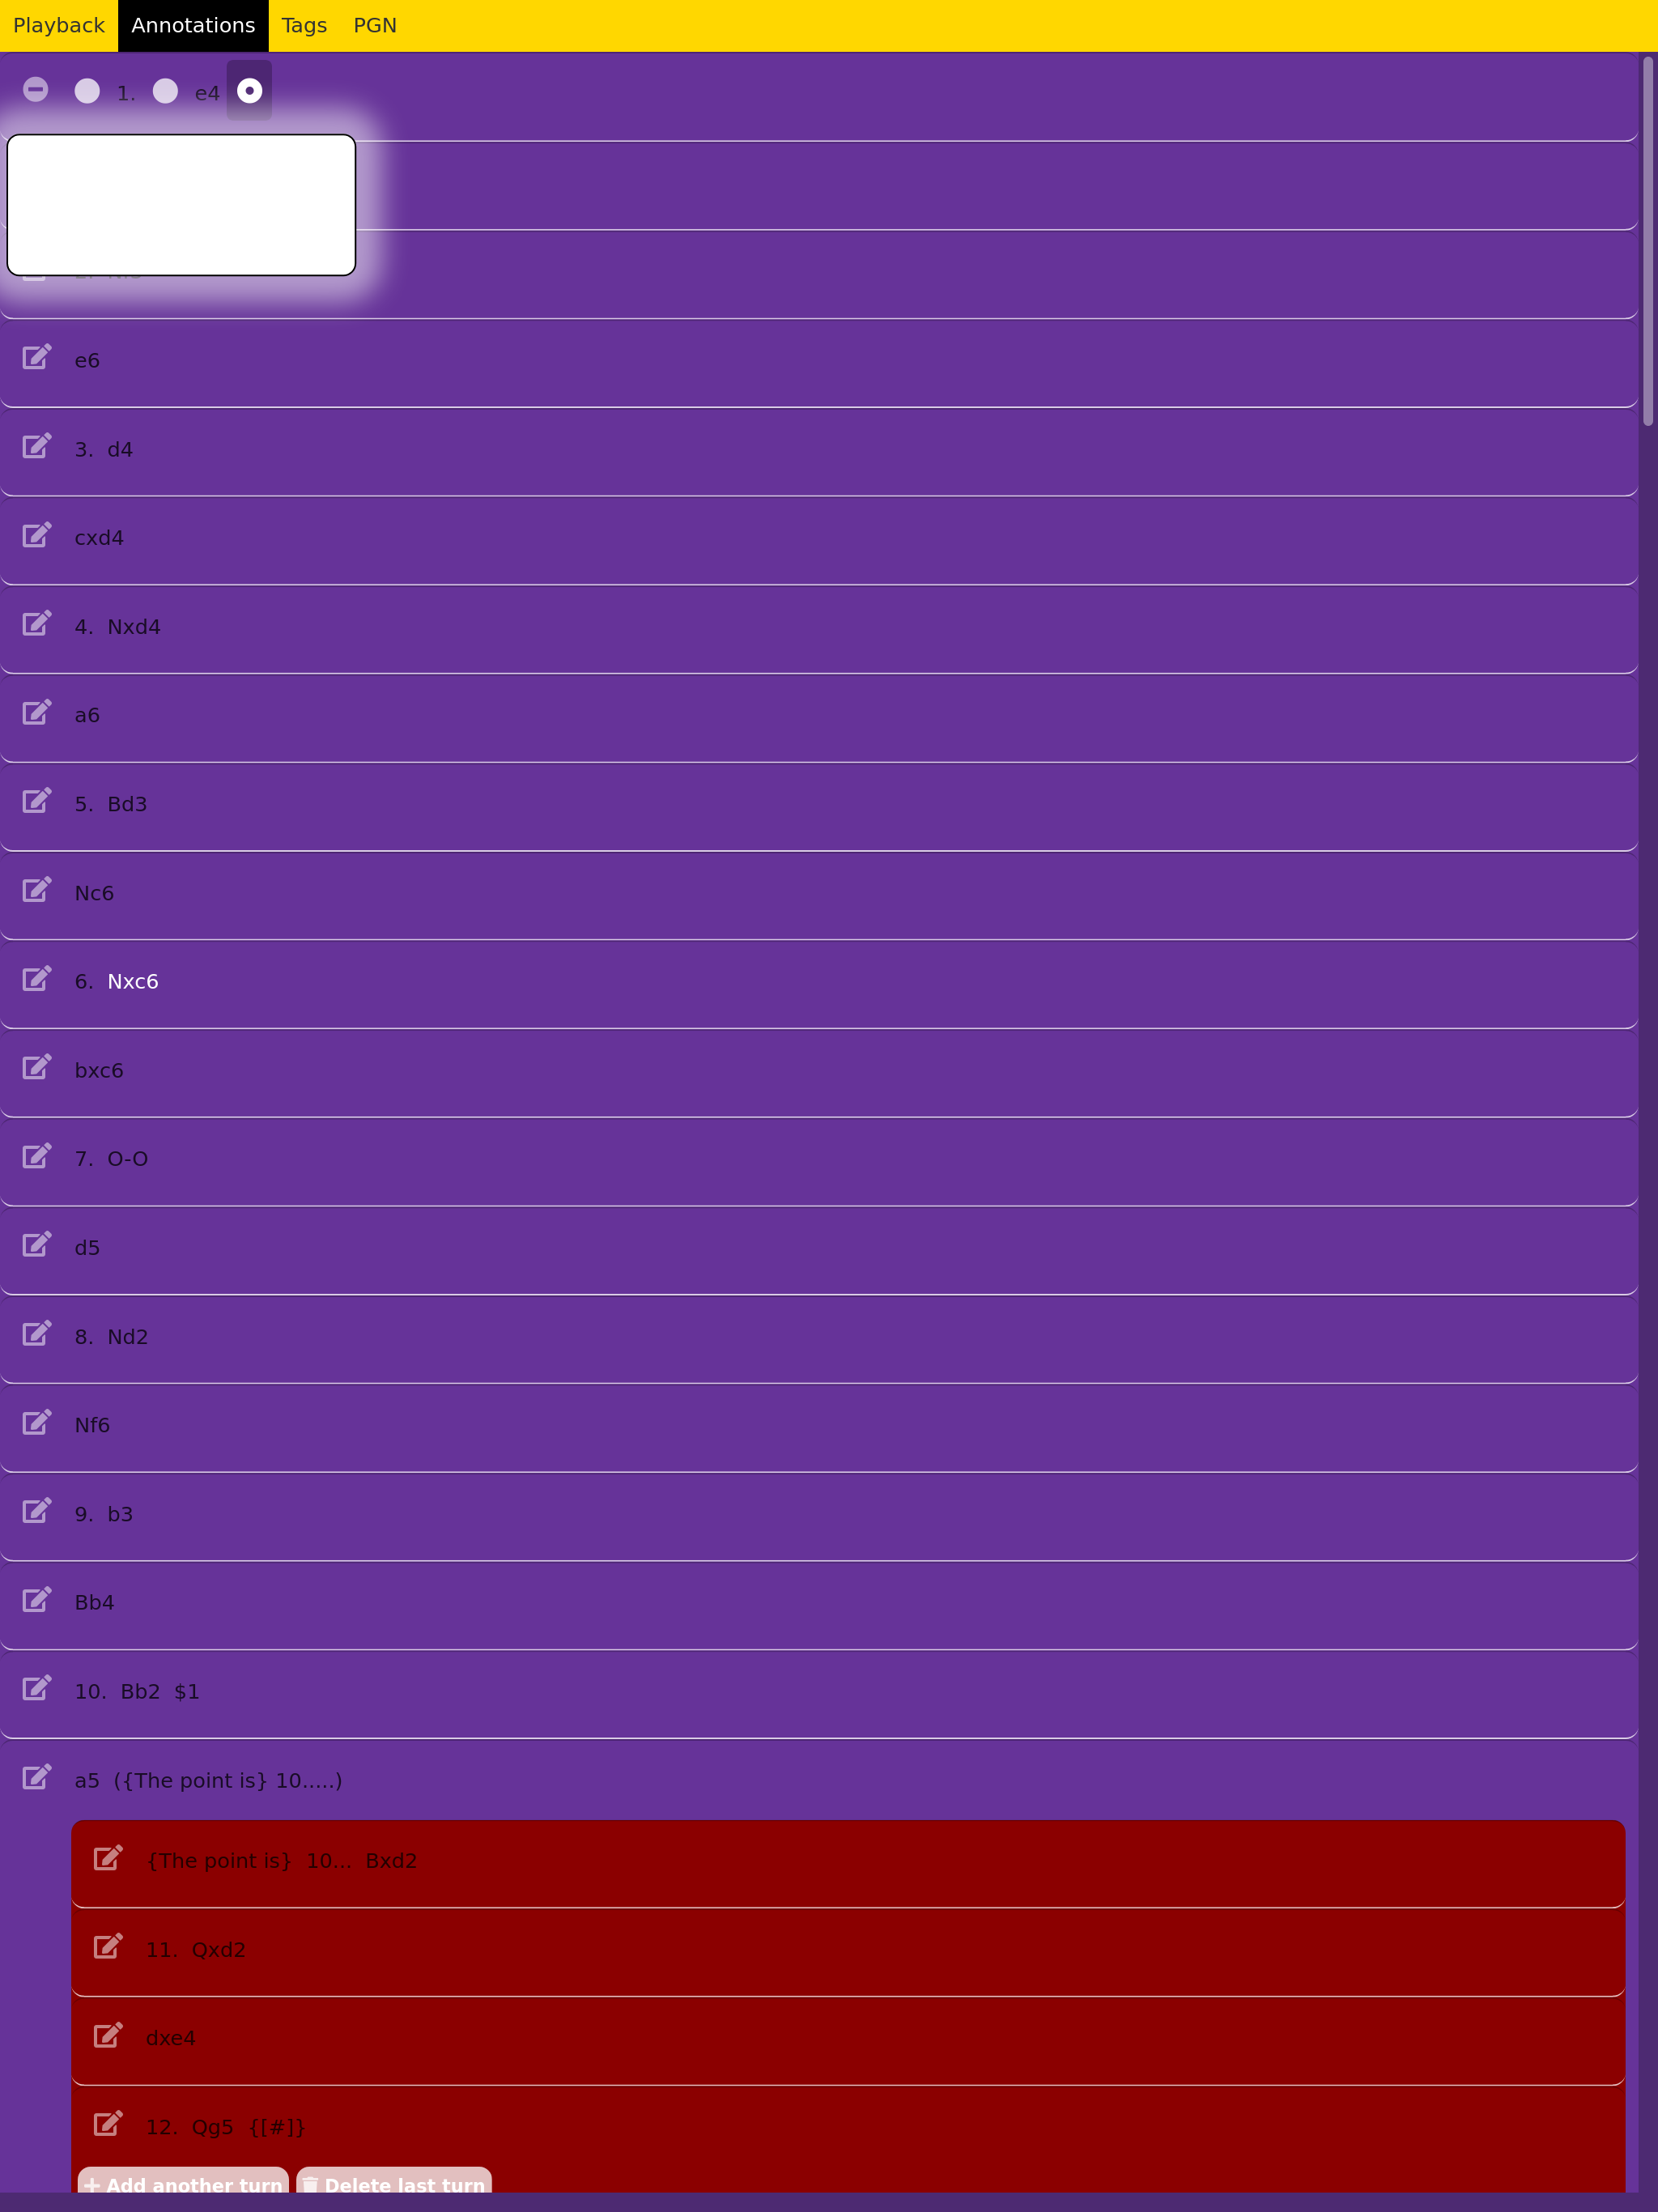 Playback Annotations Tags PGN
1. e4
e6
3. d4
cxd4
4. Nxd4
a6
5. Bd3
Nc6
6. Nxc6
bxc6
7. O-O
d5
8. Nd2
Nf6
9. b3
Bb4
10. Bb2 $1
a5 ({The point is} 10.....)
{The point is} 10... Bxd2
11. Qxd2
dxe4
12. Qg5 {[#]}
Add another turn Delete last turn